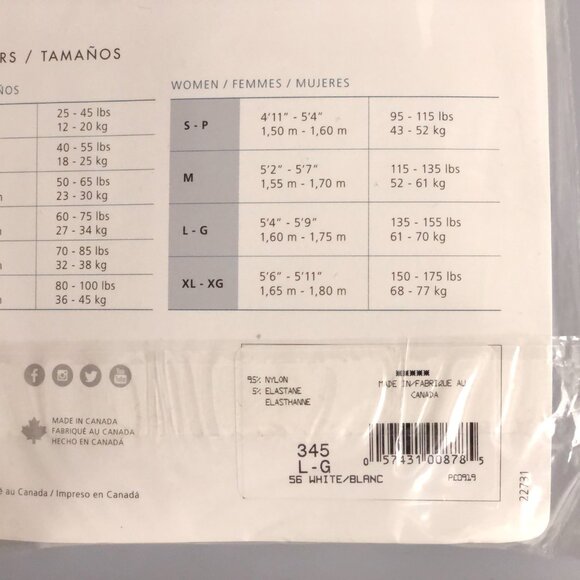 RS / TAMAÑOS
ÑOS
25 - 45 lbs
12 - 20 kg
40 - 55 lbs
18 - 25 kg
50 - 65 lbs
23 - 30 kg
60 - 75 lbs
27 - 34 kg
70 - 85 lbs
32 - 38 kg
80 - 100 lbs
36 - 45 kg
WOMEN / FEMMES / MUJERES
S - P
4'11" - 5'4"
1,50 m - 1,60 m
95 - 115 lbs
43 - 52 kg
M
5'2" - 5'7"
1,55 m - 1,70 m
115 - 135 lbs
52 - 61 kg
L - G
5'4" - 5'9"
1,60 m - 1,75 m
135 - 155 lbs
61 - 70 kg
XL - XG
5'6" - 5'11"
1,65 m - 1,80 m
150 - 175 lbs
68 - 77 kg
f
You Tube
MADE IN CANADA
FABRIQUÉ AU CANADA
HECHO EN CANADÁ
é au Canada / Impreso en Canadá
95% NYLON
5% ELASTANE
ELASTHANNE
MADE IN/FABRIQUE AU
CANADA
345
L-G
56 WHITE/BLANC
0 57431 00878 5
PC0919
22731